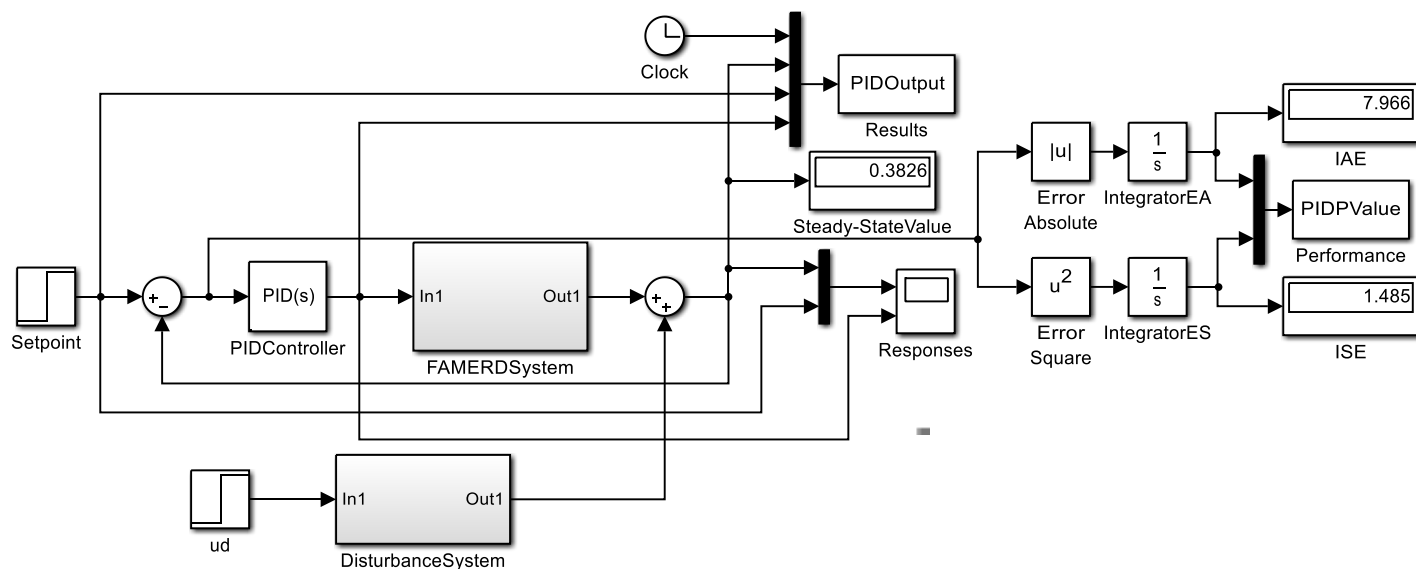 Clock
PIDOutput
Results
7.966
IAE
|u|
Error
Absolute
1
s
IntegratorEA
0.3826
Steady-StateValue
PIDPValue
Performance
Setpoint
+
−
PID(s)
PIDController
In1
Out1
FAMERDSystem
+
+
Responses
u2
Error
Square
1
s
IntegratorES
1.485
ISE
ud
In1
Out1
DisturbanceSystem